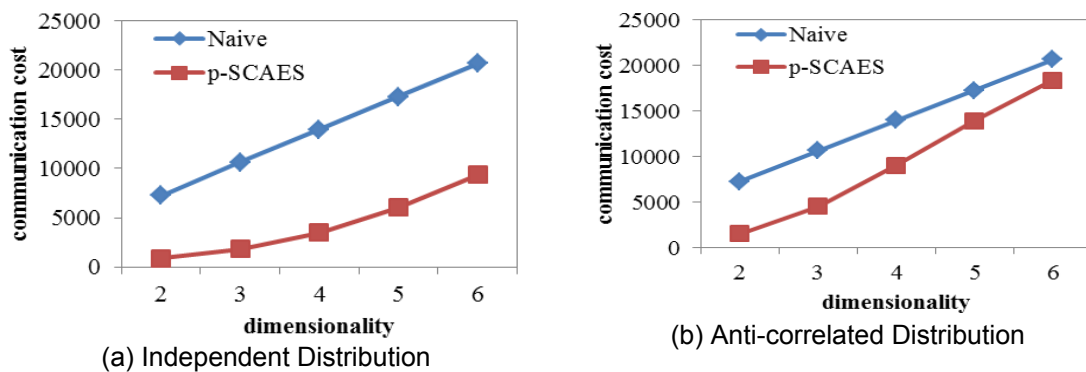 25000
20000
15000
10000
5000
0
communication cost
Naive
p-SCAES
2 3 4 5 6
dimensionality
(a) Independent Distribution
25000
20000
15000
10000
5000
0
communication cost
Naive
p-SCAES
2 3 4 5 6
dimensionality
(b) Anti-correlated Distribution